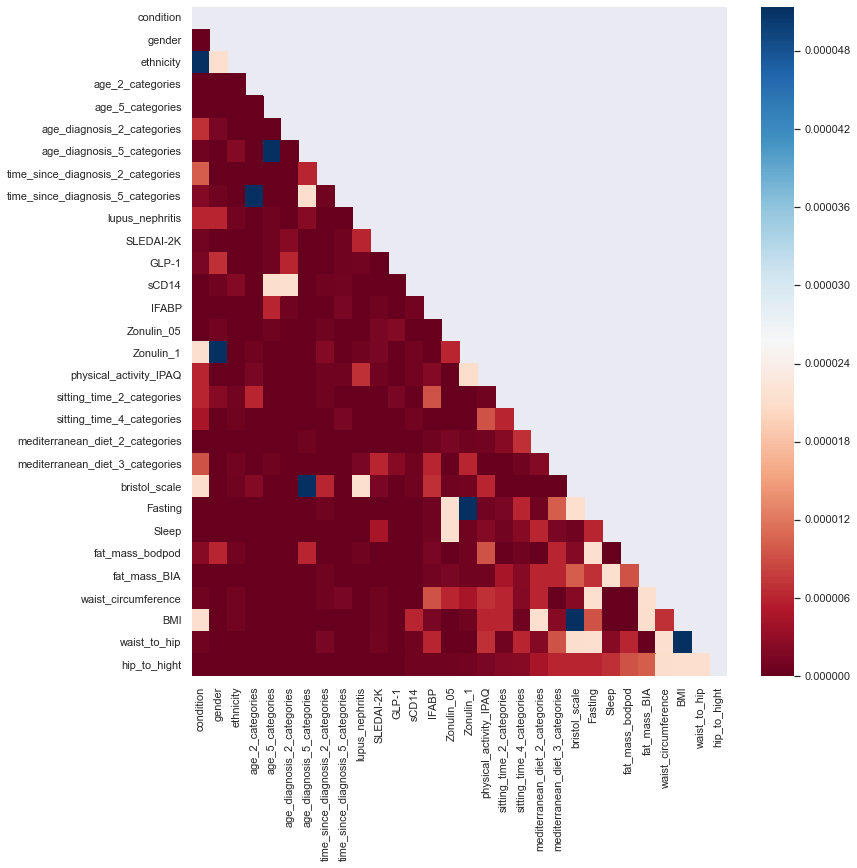 condition
gender
ethnicity
age_2_categories
age_5_categories
age_diagnosis_2_categories
age_diagnosis_5_categories
time_since_diagnosis_2_categories
time_since_diagnosis_5_categories
lupus_nephritis
SLEDAI-2K
GLP-1
sCD14
IFABP
Zonulin_05
Zonulin_1
physical_activity_IPAQ
sitting_time_2_categories
sitting_time_4_categories
mediterranean_diet_2_categories
mediterranean_diet_3_categories
bristol_scale
Fasting
Sleep
fat_mass_bodpod
fat_mass_BIA
waist_circumference
BMI
waist_to_hip
hip_to_hight
condition
gender
ethnicity
age_2_categories
age_5_categories
age_diagnosis_2_categories
age_diagnosis_5_categories
time_since_diagnosis_2_categories
time_since_diagnosis_5_categories
lupus_nephritis
SLEDAI-2K
GLP-1
sCD14
IFABP
Zonulin_05
Zonulin_1
physical_activity_IPAQ
sitting_time_2_categories
sitting_time_4_categories
mediterranean_diet_2_categories
mediterranean_diet_3_categories
bristol_scale
Fasting
Sleep
fat_mass_bodpod
fat_mass_BIA
waist_circumference
BMI
waist_to_hip
hip_to_hight
0.000048
0.000042
0.000036
0.000030
0.000024
0.000018
0.000012
0.000006
0.000000